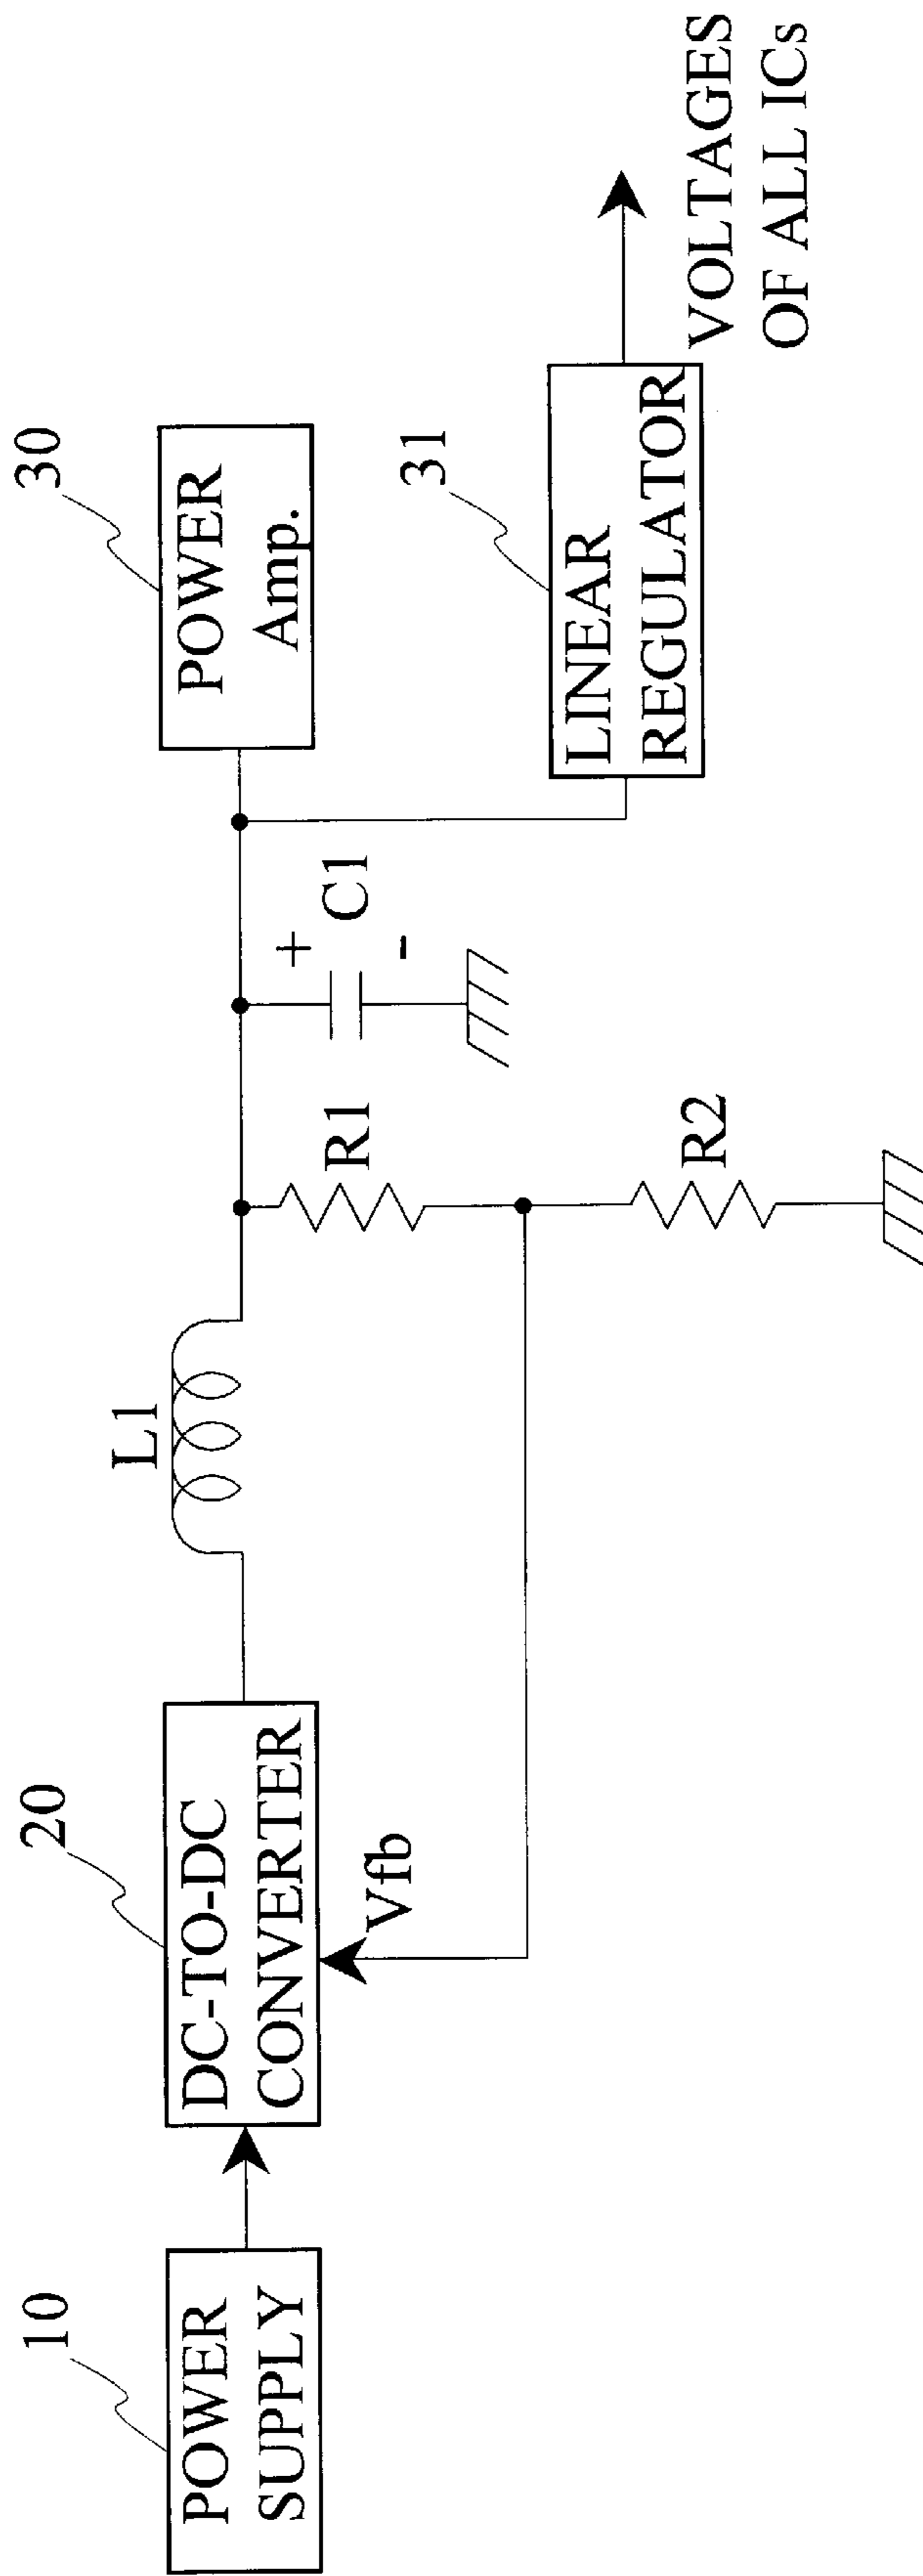 10
POWER
SUPPLY
20
DC-TO-DC
CONVERTER
Vfb
L1
R1
R2
+
C1
-
30
POWER
Amp.
31
LINEAR
REGULATOR
VOLTAGES
OF ALL ICs